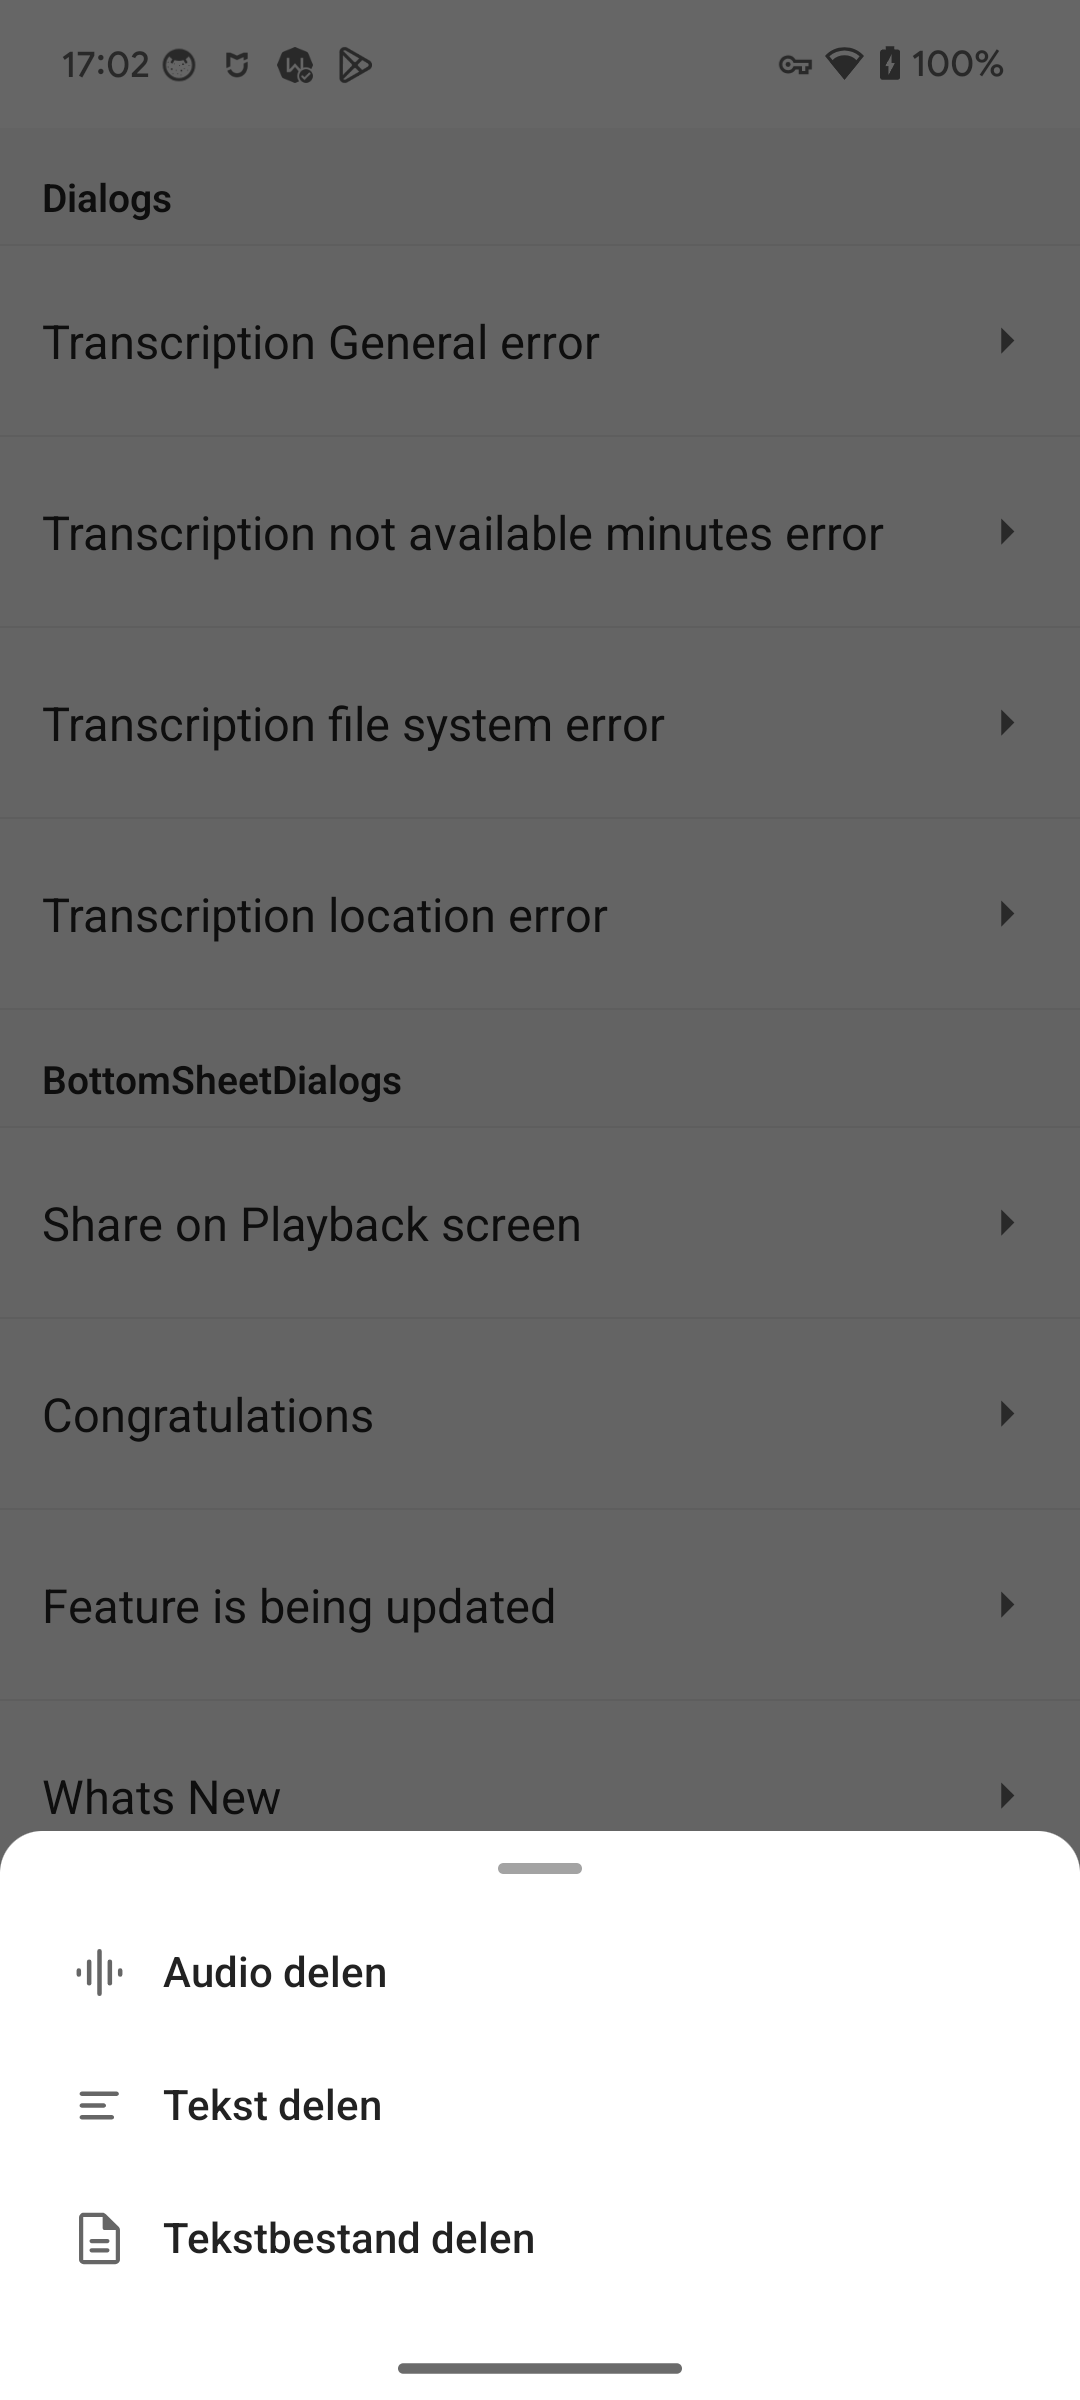 17:02 100%
Dialogs
Transcription General error
Transcription not available minutes error
Transcription file system error
Transcription location error
BottomSheetDialogs
Share on Playback screen
Congratulations
Feature is being updated
Whats New
Audio delen
Tekst delen
Tekstbestand delen